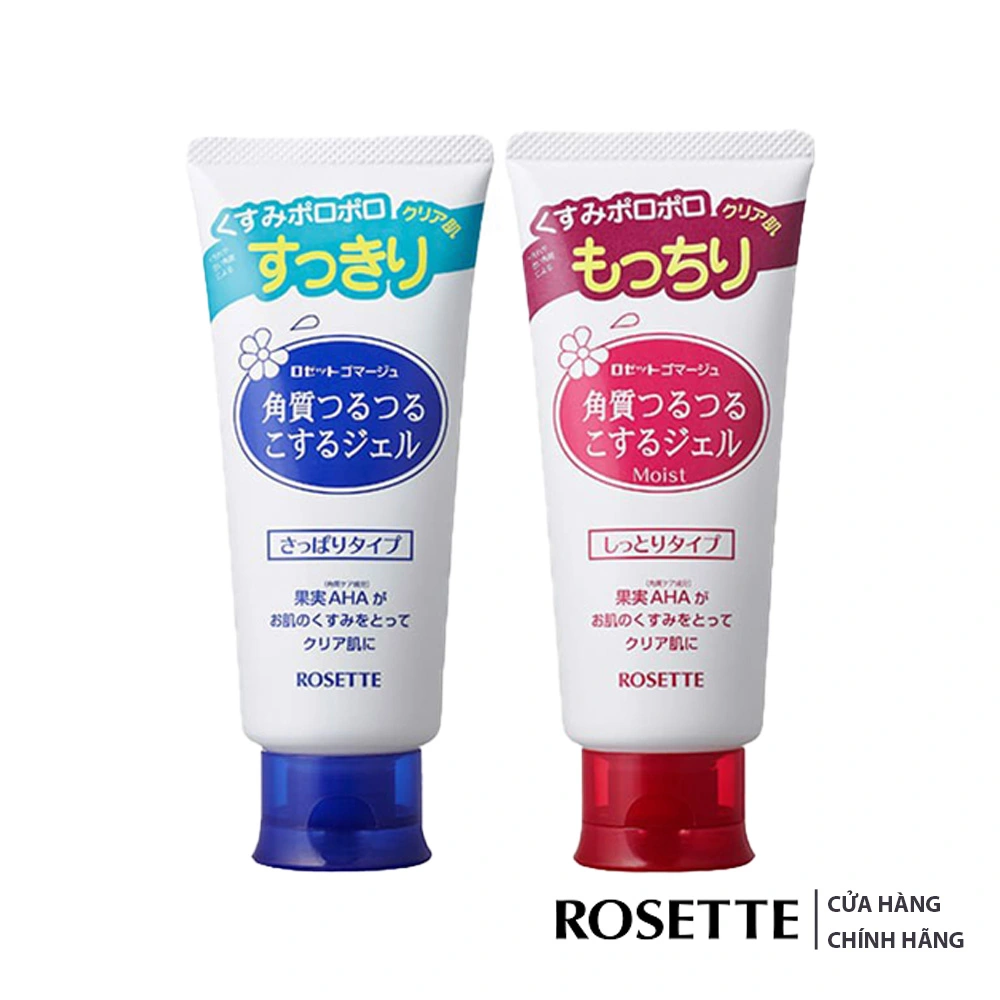 くすみポロポロ
クリア肌
すっきり
ロゼットゴマージュ
角質つるつる
こするジェル
さっぱりタイプ
(角質ケア成分)
果実AHAが
お肌のくすみをとって
クリア肌に
ROSETTE
くすみポロポロ
クリア肌
もっちり
ロゼットゴマージュ
角質つるつる
こするジェル
Moist
しっとりタイプ
(角質ケア成分)
果実AHAが
お肌のくすみをとって
クリア肌に
ROSETTE
ROSETTE
CỬA HÀNG
CHÍNH HÃNG